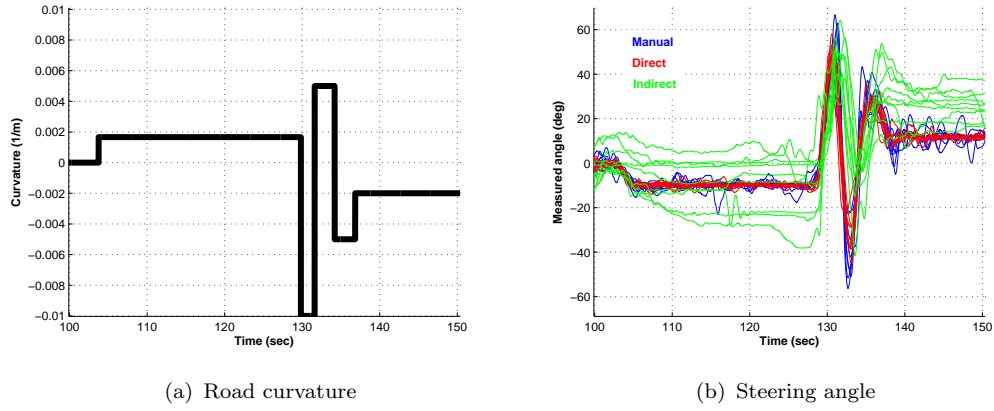 0.01
0.008
0.006
0.004
0.002
0
−0.002
−0.004
−0.006
−0.008
−0.01
Curvature (1/m)
100 110 120 130 140 150
Time (sec)
(a) Road curvature
60
40
20
0
−20
−40
−60
Measured angle (deg)
Manual
Direct
Indirect
100 110 120 130 140 150
Time (sec)
(b) Steering angle